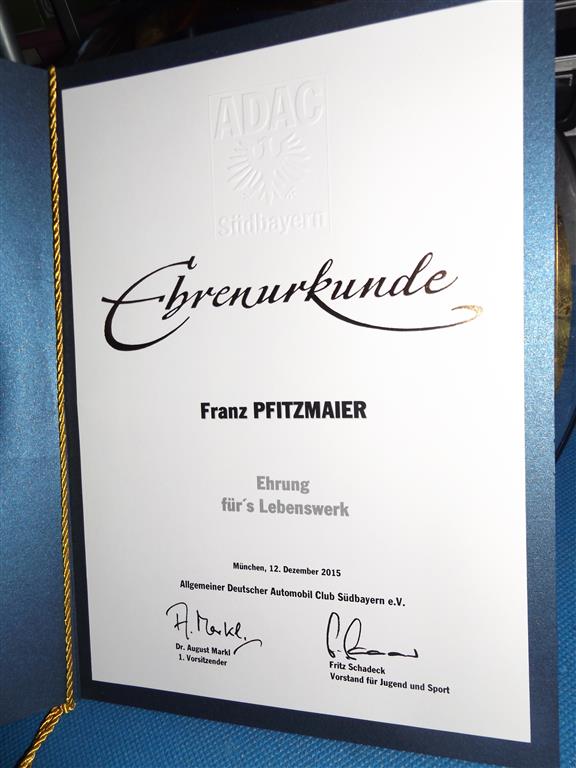 ADAC
Südbayern
Ehrenurkunde
Franz PFITZMAIER
Ehrung
für´s Lebenswerk
München, 12. Dezember 2015
Allgemeiner Deutscher Automobil Club Südbayern e.V.
A. Markl
Dr. August Markl
1. Vorsitzender
Fritz Schadeck
Vorstand für Jugend und Sport